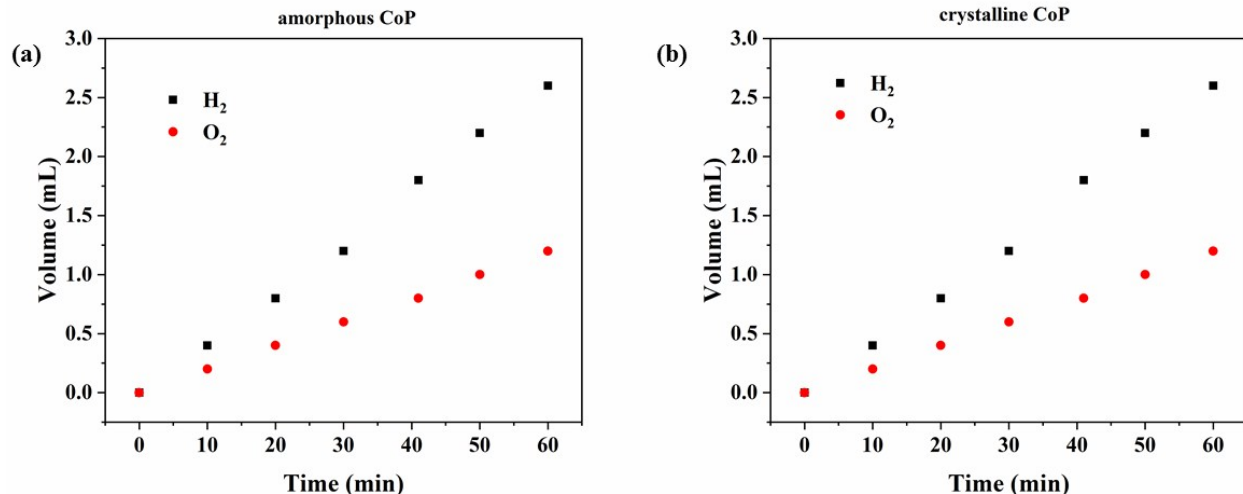 amorphous CoP
(a)
3.0
2.5
2.0
1.5
1.0
0.5
0.0
Volume (mL)
H₂
O₂
0 10 20 30 40 50 60
Time (min)
crystalline CoP
(b)
3.0
2.5
2.0
1.5
1.0
0.5
0.0
Volume (mL)
H₂
O₂
0 10 20 30 40 50 60
Time (min)